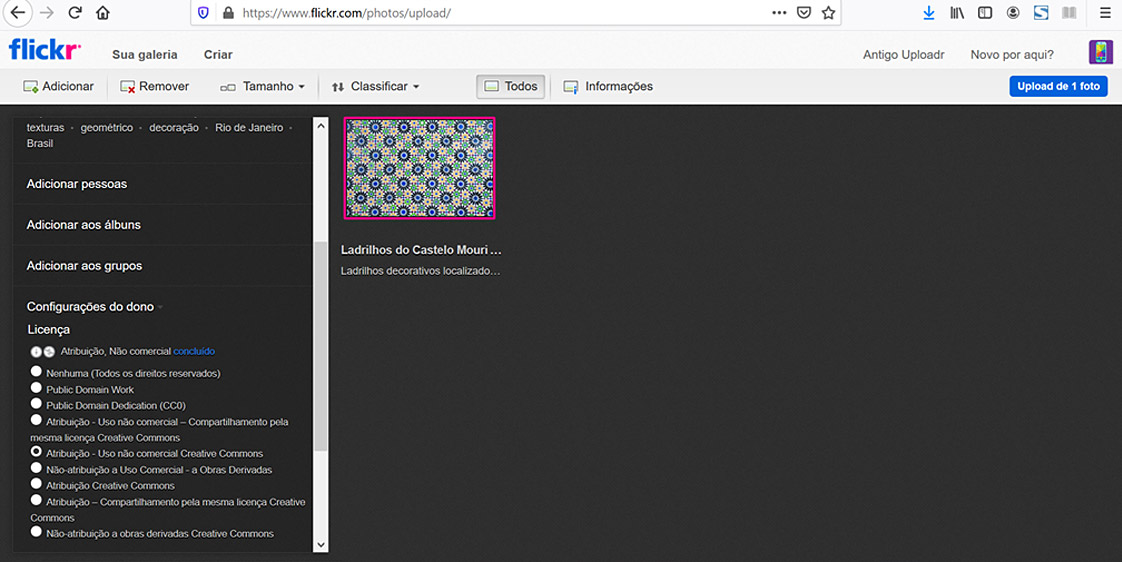 https://www.flickr.com/photos/upload/
flickr
Sua galeria
Criar
Antigo Uploadr
Novo por aqui?
Adicionar
Remover
Tamanho
Classificar
Todos
Informações
Upload de 1 foto
texturas · geométrico · decoração · Rio de Janeiro ·
Brasil
Adicionar pessoas
Adicionar aos álbuns
Adicionar aos grupos
Configurações do dono
Licença
Atribuição, Não comercial concluído
Nenhuma (Todos os direitos reservados)
Public Domain Work
Public Domain Dedication (CC0)
Atribuição - Uso não comercial – Compartilhamento pela
mesma licença Creative Commons
Atribuição - Uso não comercial Creative Commons
Não-atribuição a Uso Comercial - a Obras Derivadas
Atribuição Creative Commons
Atribuição – Compartilhamento pela mesma licença Creative
Commons
Não-atribuição a obras derivadas Creative Commons
Ladrilhos do Castelo Mouri ...
Ladrilhos decorativos localizado…